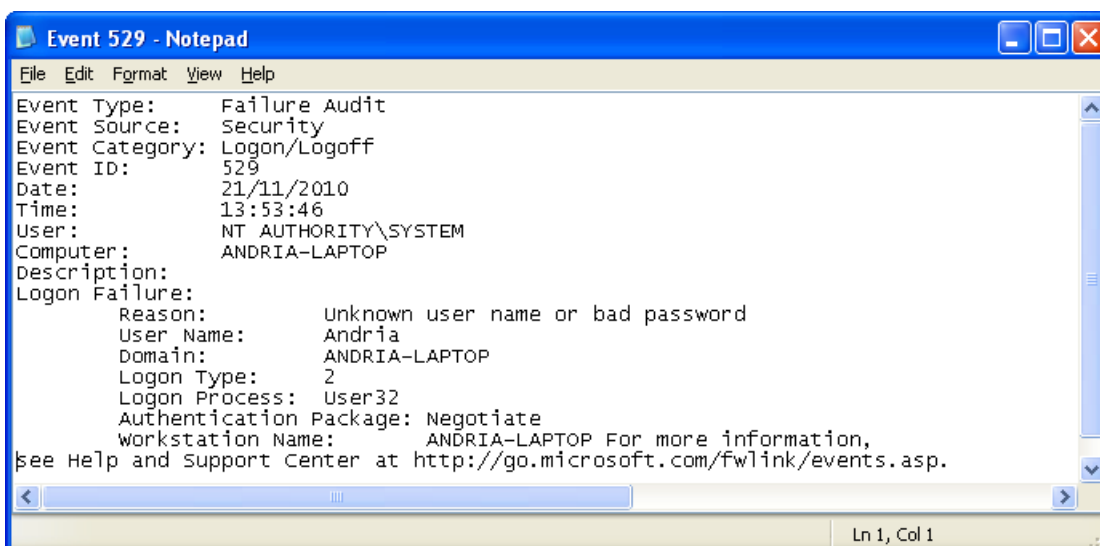 Event 529 - Notepad
File Edit Format View Help
Event Type: Failure Audit
Event Source: Security
Event Category: Logon/Logoff
Event ID: 529
Date: 21/11/2010
Time: 13:53:46
User: NT AUTHORITY\SYSTEM
Computer: ANDRIA-LAPTOP
Description:
Logon Failure:
Reason: Unknown user name or bad password
User Name: Andria
Domain: ANDRIA-LAPTOP
Logon Type: 2
Logon Process: User32
Authentication Package: Negotiate
Workstation Name: ANDRIA-LAPTOP For more information,
see Help and Support Center at http://go.microsoft.com/fwlink/events.asp.
Ln 1, Col 1